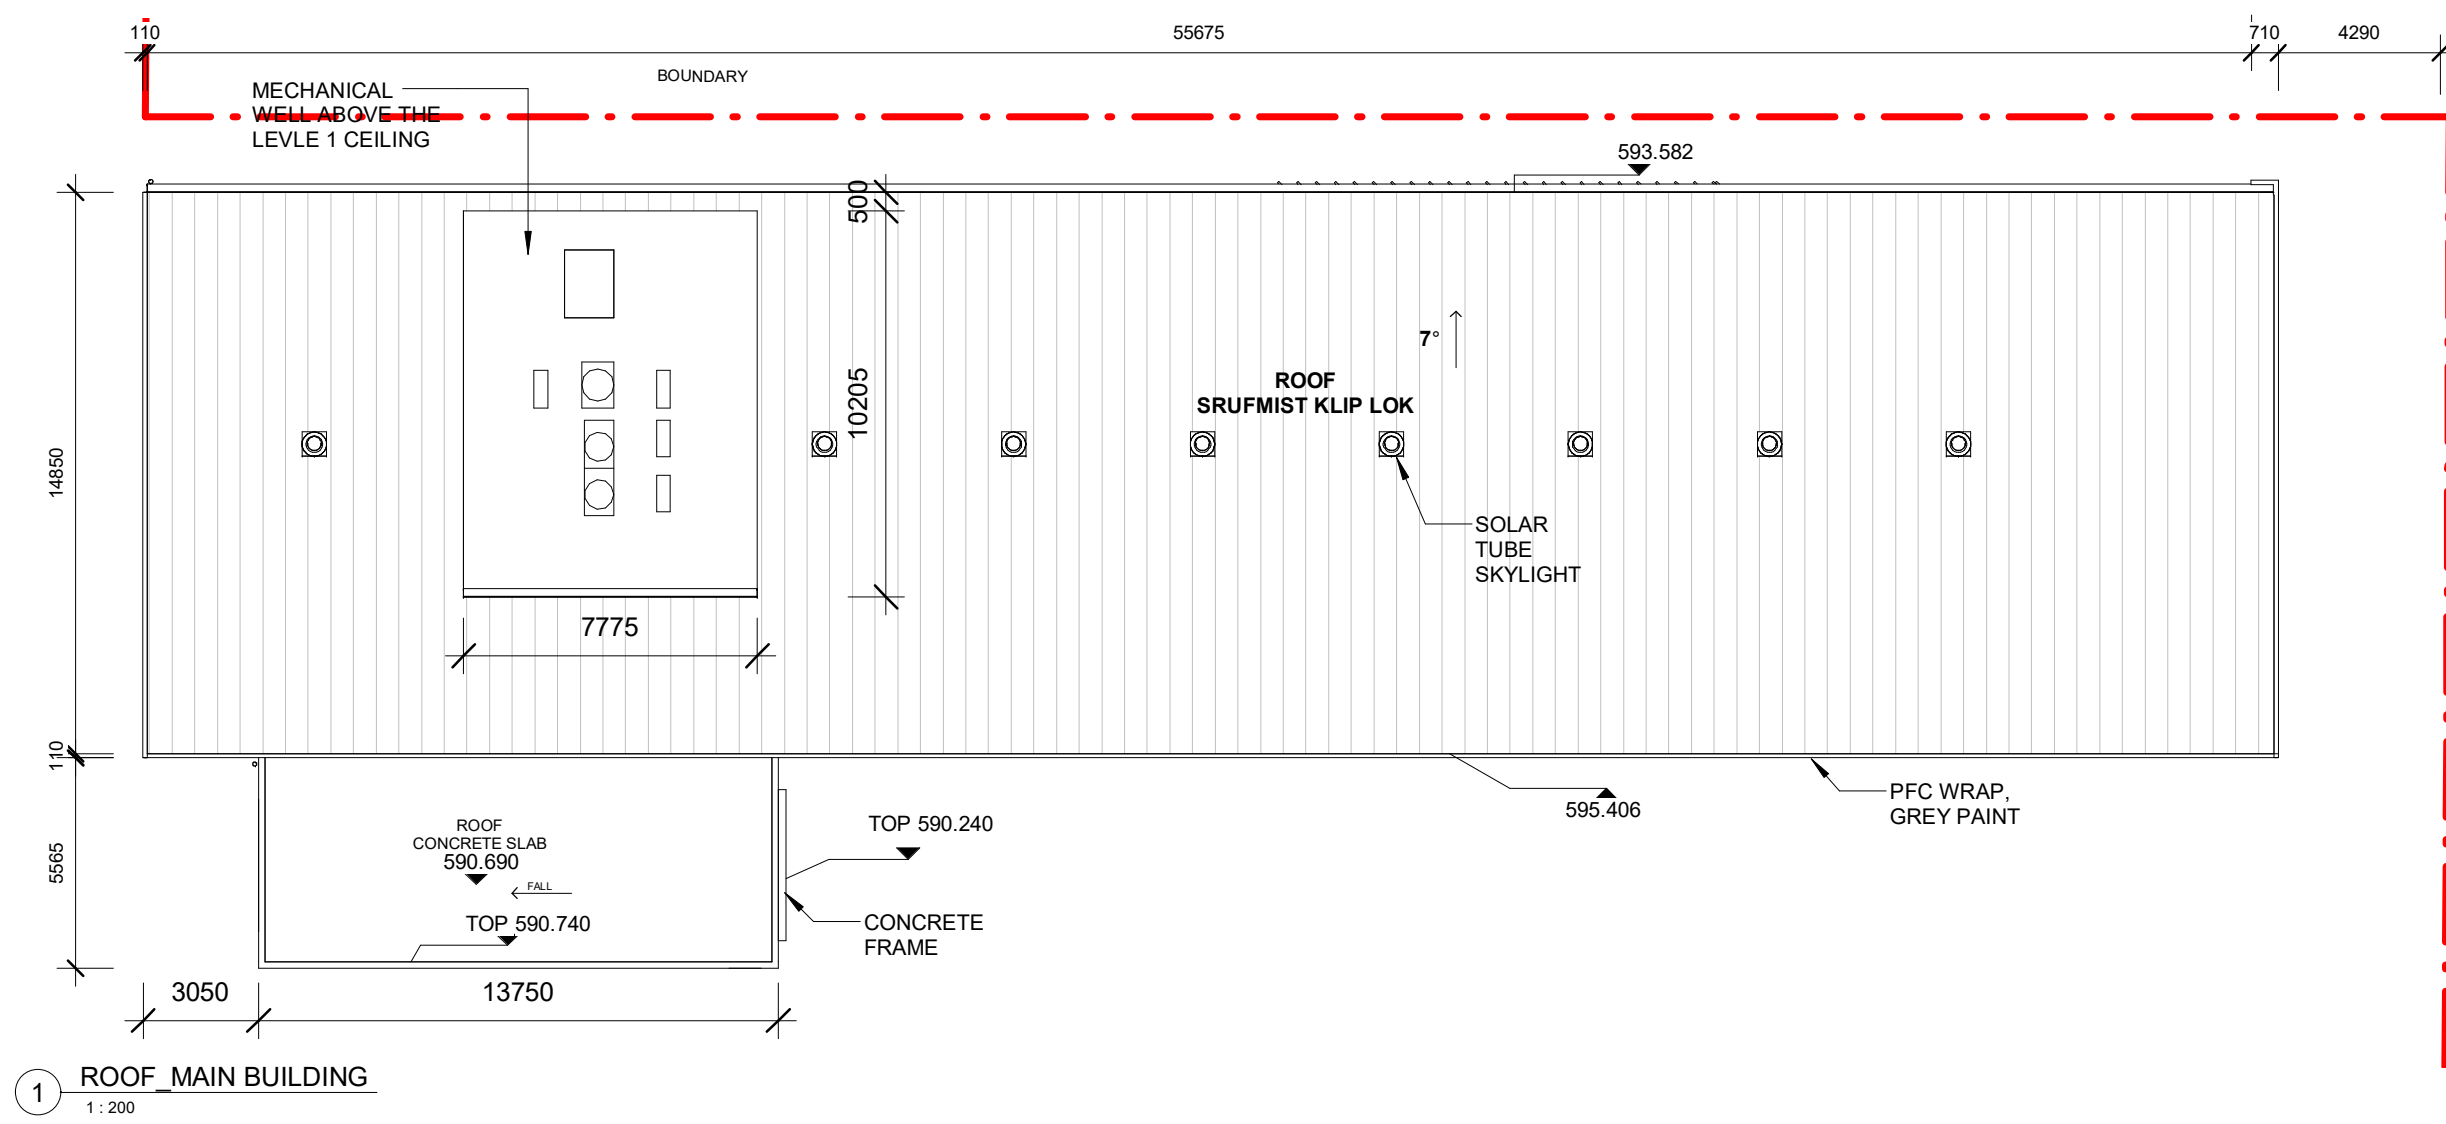 110
55675
710
4290
BOUNDARY
MECHANICAL
WELL ABOVE THE
LEVLE 1 CEILING
593.582
500
7°
ROOF
SRUFMIST KLIP LOK
10205
14850
SOLAR
TUBE
SKYLIGHT
7775
110
PFC WRAP,
GREY PAINT
595.406
TOP 590.240
ROOF
CONCRETE SLAB
590.690
FALL
5565
TOP 590.740
CONCRETE
FRAME
3050
13750
1
ROOF_MAIN BUILDING
1 : 200